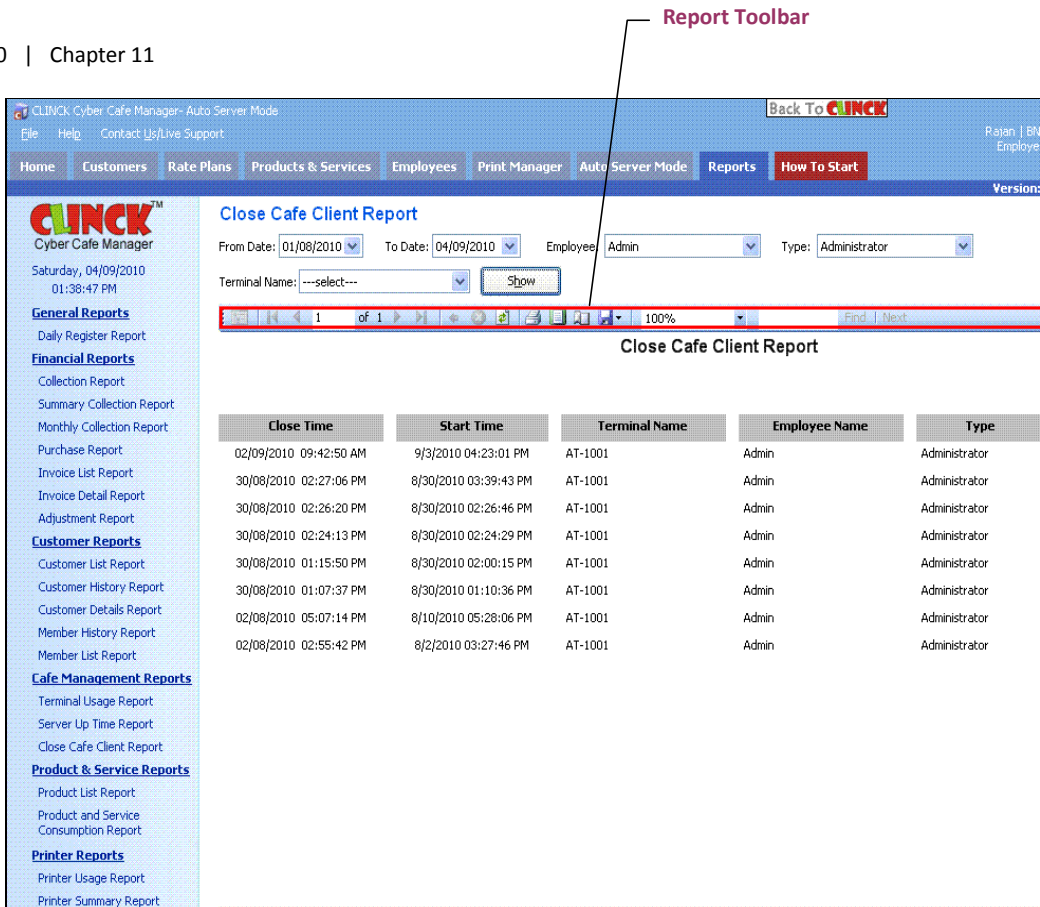 Report Toolbar
0 | Chapter 11
CLINCK Cyber Cafe Manager- Auto Server Mode
Back To CLINCK
File Help Contact Us/Live Support
Rajan | BN
Employe
Home Customers Rate Plans Products & Services Employees Print Manager Auto Server Mode Reports How To Start
Version:
CLINCK TM
Cyber Cafe Manager
Saturday, 04/09/2010
01:38:47 PM
General Reports
Daily Register Report
Financial Reports
Collection Report
Summary Collection Report
Monthly Collection Report
Purchase Report
Invoice List Report
Invoice Detail Report
Adjustment Report
Customer Reports
Customer List Report
Customer History Report
Customer Details Report
Member History Report
Member List Report
Cafe Management Reports
Terminal Usage Report
Server Up Time Report
Close Cafe Client Report
Product & Service Reports
Product List Report
Product and Service
Consumption Report
Printer Reports
Printer Usage Report
Printer Summary Report
Close Cafe Client Report
From Date: 01/08/2010 To Date: 04/09/2010 Employee: Admin Type: Administrator
Terminal Name: ---select--- Show
1 of 1 100% Find | Next
Close Cafe Client Report
Close Time Start Time Terminal Name Employee Name Type
02/09/2010 09:42:50 AM 9/3/2010 04:23:01 PM AT-1001 Admin Administrator
30/08/2010 02:27:06 PM 8/30/2010 03:39:43 PM AT-1001 Admin Administrator
30/08/2010 02:26:20 PM 8/30/2010 02:26:46 PM AT-1001 Admin Administrator
30/08/2010 02:24:13 PM 8/30/2010 02:24:29 PM AT-1001 Admin Administrator
30/08/2010 01:15:50 PM 8/30/2010 02:00:15 PM AT-1001 Admin Administrator
30/08/2010 01:07:37 PM 8/30/2010 01:10:36 PM AT-1001 Admin Administrator
02/08/2010 05:07:14 PM 8/10/2010 05:28:06 PM AT-1001 Admin Administrator
02/08/2010 02:55:42 PM 8/2/2010 03:27:46 PM AT-1001 Admin Administrator